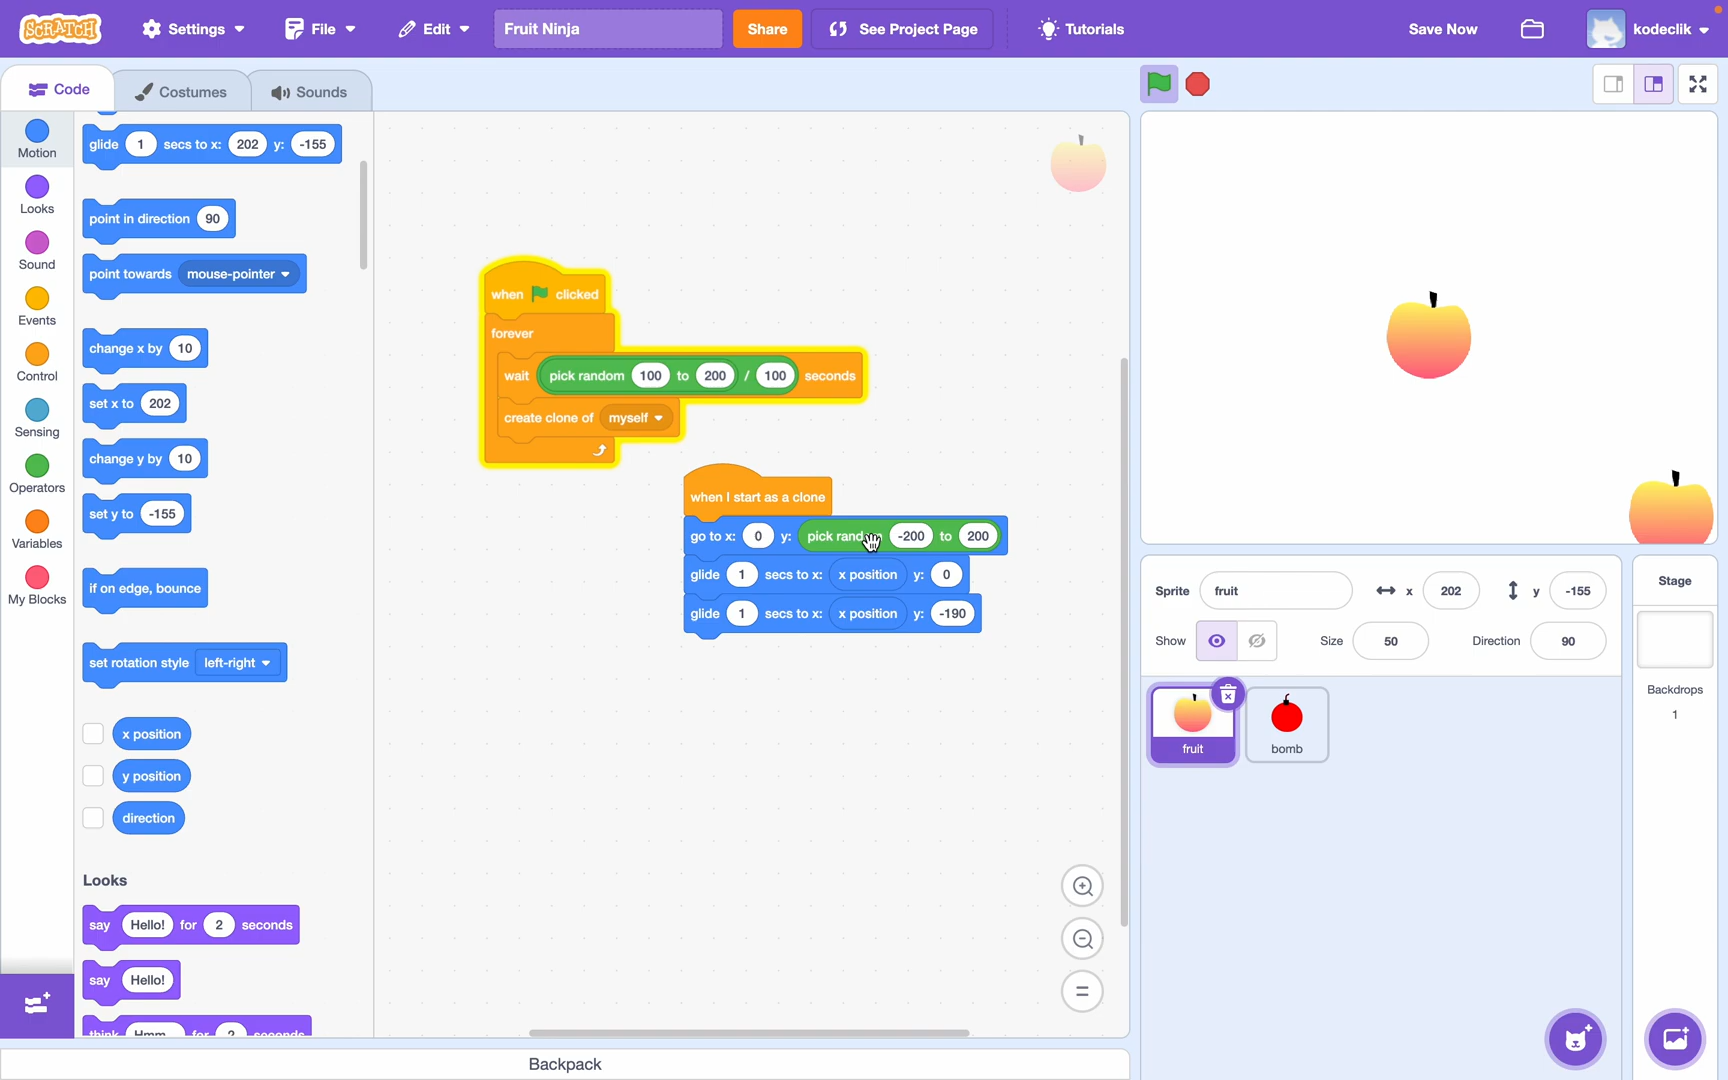 SCRATCH Settings File Edit Fruit Ninja Share See Project Page Tutorials Save Now kodeclik
Code Costumes Sounds
Motion
Looks
Sound
Events
Control
Sensing
Operators
Variables
My Blocks
glide 1 secs to x: 202 y: -155
point in direction 90
point towards mouse-pointer
change x by 10
set x to 202
change y by 10
set y to -155
if on edge, bounce
set rotation style left-right
x position
y position
direction
Looks
say Hello! for 2 seconds
say Hello!
think Hmm... for 2 seconds
when clicked
forever
wait pick random 100 to 200 / 100 seconds
create clone of myself
when I start as a clone
go to x: 0 y: pick random -200 to 200
glide 1 secs to x: x position y: 0
glide 1 secs to x: x position y: -190
Backpack
Sprite fruit x 202 y -155
Show Size 50 Direction 90
fruit
bomb
Stage
Backdrops
1